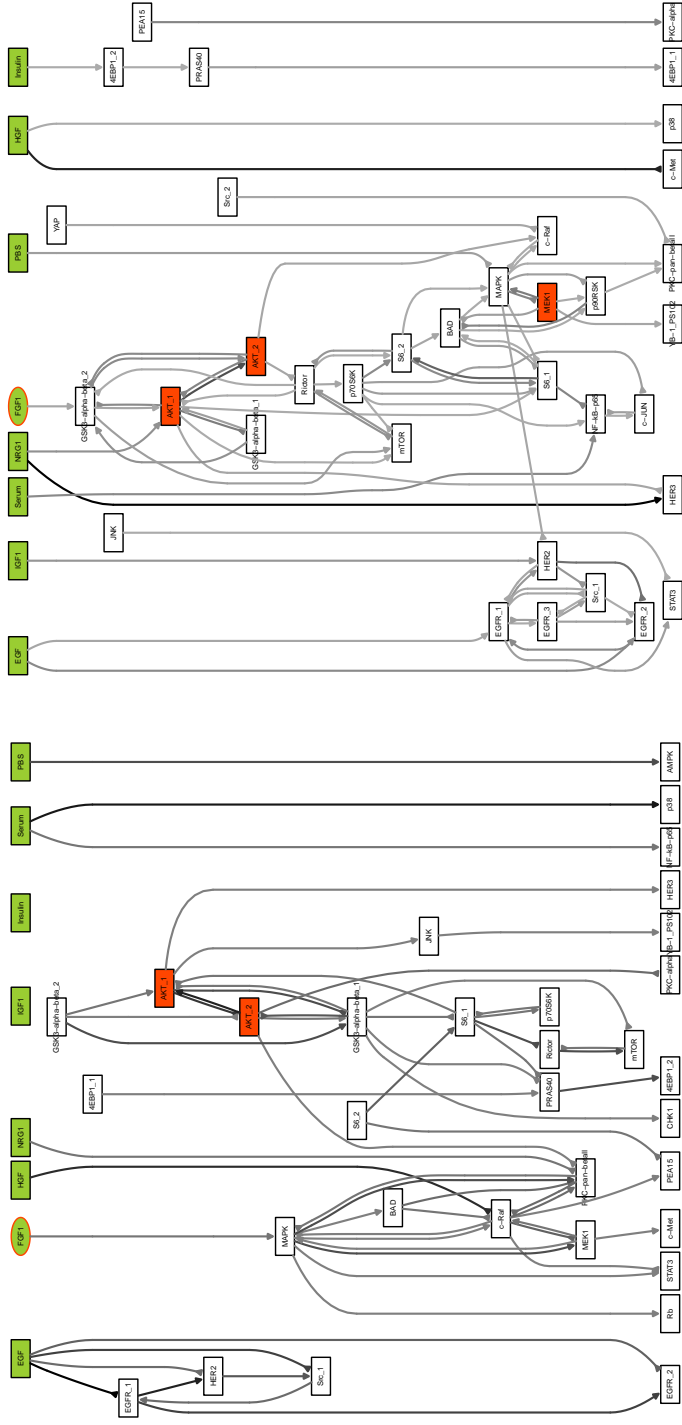 EGF
FGF1
HGF
NRG1
IGF1
Insulin
Serum
PBS
GSK3-alpha-beta_2
4EBP1_1
EGFR_1
AKT_1
HER2
AKT_2
MAPK
Src_1
S6_2
GSK3-alpha-beta_1
BAD
JNK
c-Raf
S6_1
PRAS40
Rictor
p70S6K
MEK1
PKC-pan-betaII
mTOR
EGFR_2
Rb
STAT3
c-Met
PEA15
CHK1
4EBP1_2
PKC-alpha
YB-1_PS102
HER3
NF-kB-p65
p38
AMPK
EGF
IGF1
Serum
NRG1
FGF1
PBS
HGF
Insulin
YAP
GSK3-alpha-beta_2
JNK
4EBP1_2
PEA15
AKT_1
PRAS40
Src_2
GSK3-alpha-beta_1
AKT_2
Rictor
p70S6K
mTOR
S6_2
BAD
EGFR_1
MAPK
EGFR_3
HER2
S6_1
MEK1
c-Raf
Src_1
NF-kB-p65
p90RSK
EGFR_2
c-JUN
STAT3
HER3
YB-1_PS102
PKC-pan-betaII
c-Met
p38
4EBP1_1
PKC-alpha